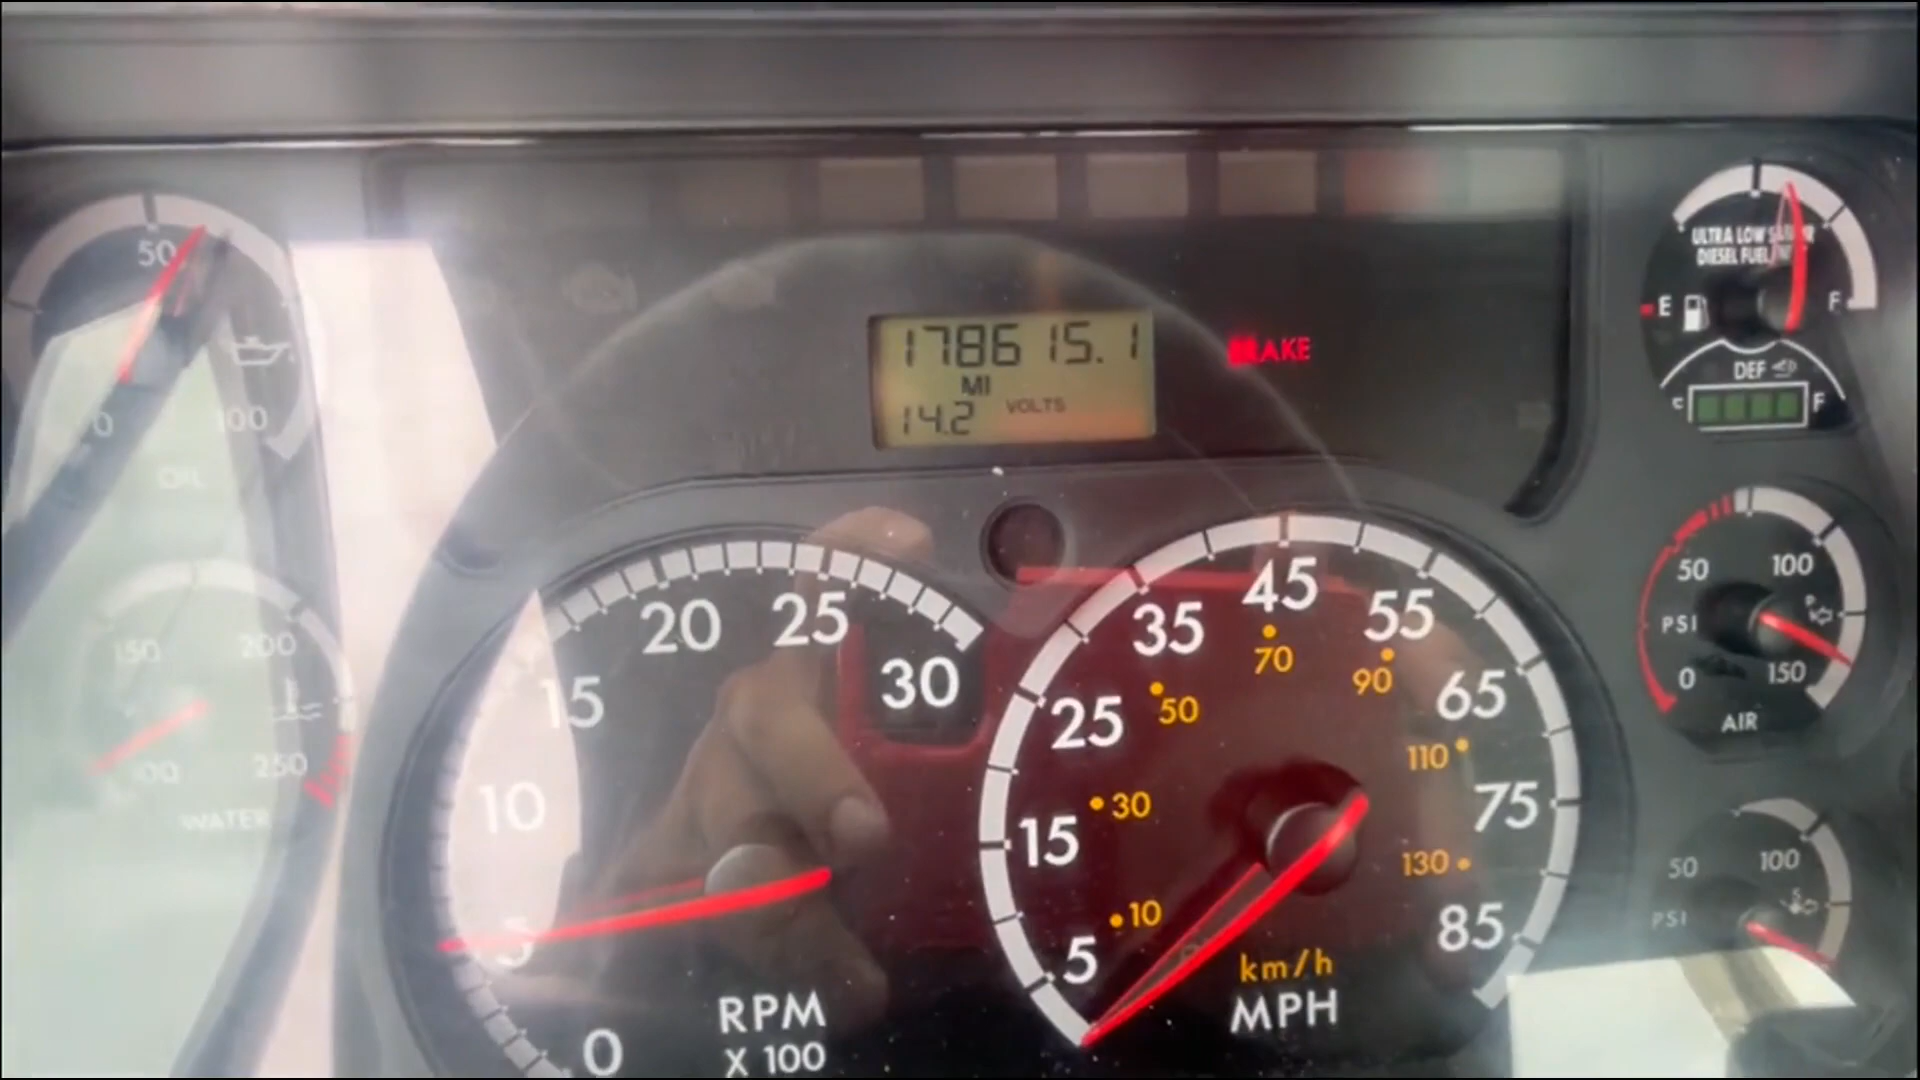 178615.1
MI
14.2 VOLTS
BRAKE
50
0
100
OIL
150
200
100
250
WATER
0
5
10
15
20
25
30
RPM
X 100
5
15
25
35
45
55
65
75
85
10
30
50
70
90
110
130
km/h
MPH
ULTRA LOW SULFUR
DIESEL FUEL
E
F
DEF
F
50
100
PSI
0
150
AIR
50
100
PSI